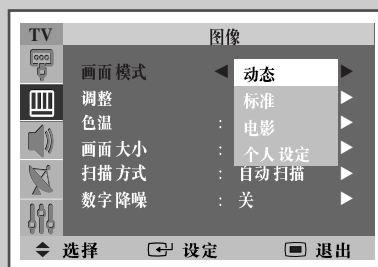 TV 图像
画面模式 ◀ 动态 ▶
调整 标准 ▶
色温 : 电影 ▶
画面大小 : 个人设定 ▶
扫描方式 : 自动扫描 ▶
数字降噪 : 关 ▶
选择 设定 退出